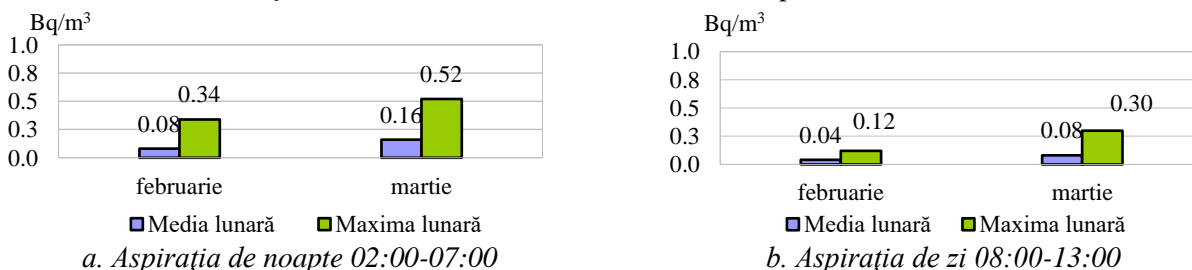 Bq/m³
1.0
0.8
0.5
0.3
0.0
0.08
0.34
0.16
0.52
februarie martie
Media lunară Maxima lunară
a. Aspirația de noapte 02:00-07:00
Bq/m³
1.0
0.8
0.5
0.3
0.0
0.04
0.12
0.08
0.30
februarie martie
Media lunară Maxima lunară
b. Aspirația de zi 08:00-13:00